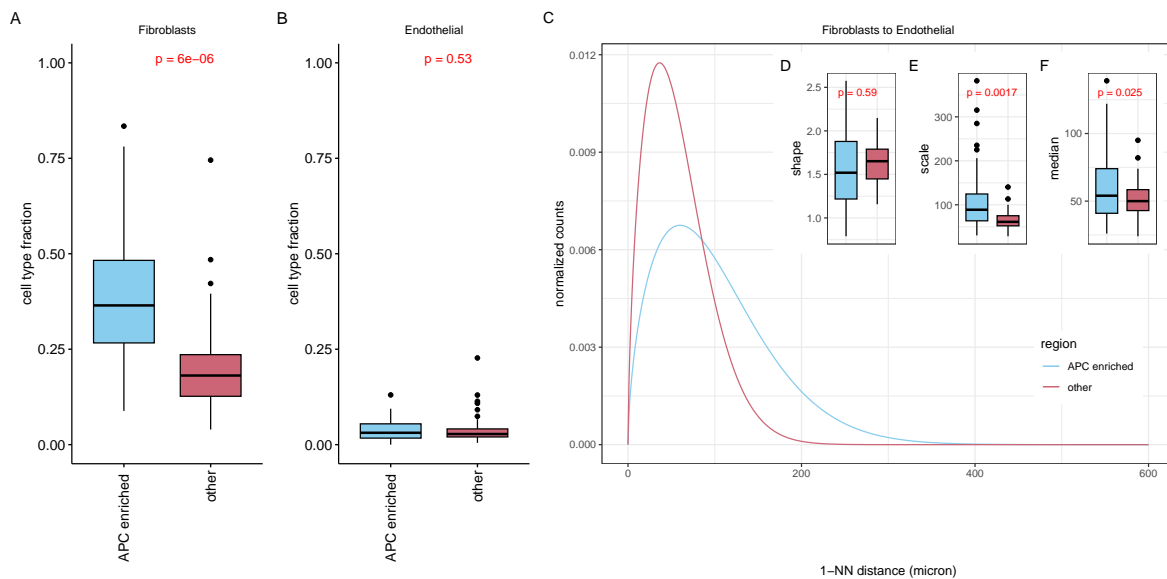 A
Fibroblasts
p = 6e−06
cell type fraction
1.00
0.75
0.50
0.25
0.00
APC enriched
other
B
Endothelial
p = 0.53
cell type fraction
1.00
0.75
0.50
0.25
0.00
APC enriched
other
C
Fibroblasts to Endothelial
normalized counts
0.012
0.009
0.006
0.003
0.000
0
200
400
600
1−NN distance (micron)
D
p = 0.59
shape
2.5
2.0
1.5
1.0
E
p = 0.0017
scale
300
200
100
F
p = 0.025
median
100
50
region
APC enriched
other